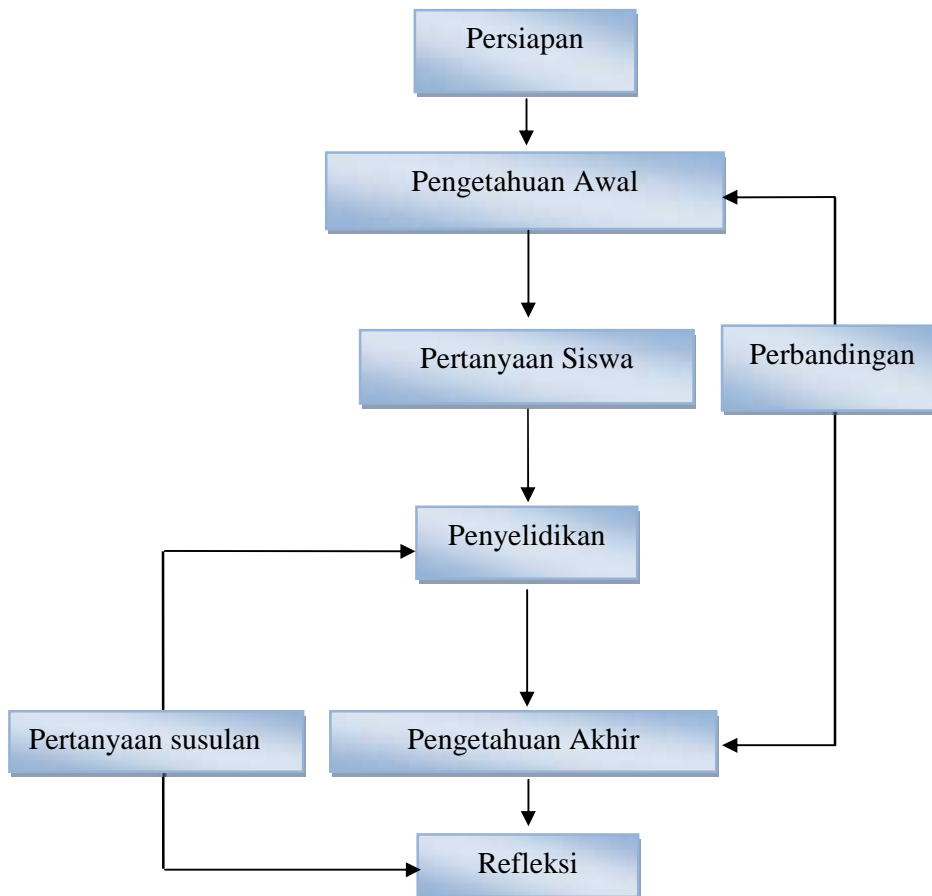 Persiapan
Pengetahuan Awal
Pertanyaan Siswa
Perbandingan
Penyelidikan
Pertanyaan susulan
Pengetahuan Akhir
Refleksi